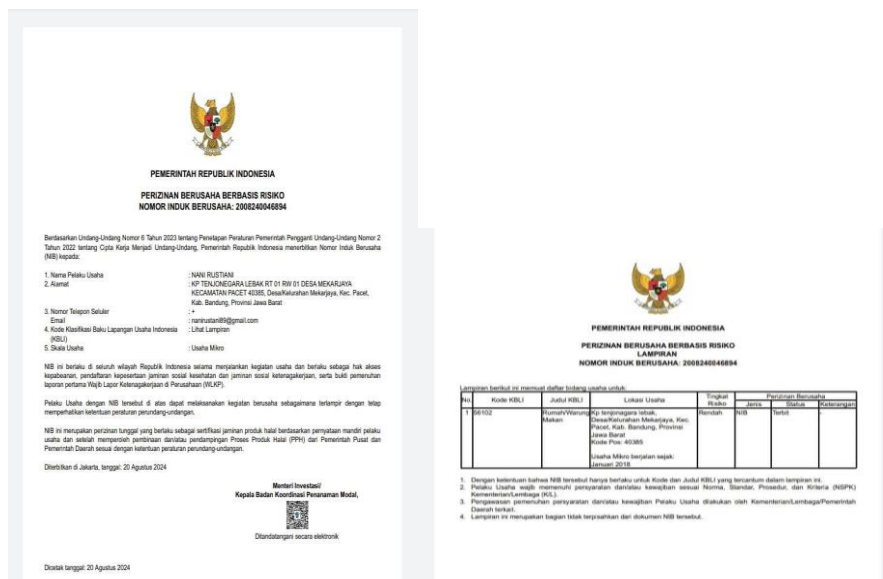 PEMERINTAH REPUBLIK INDONESIA
PERIZINAN BERUSAHA BERBASIS RISIKO
NOMOR INDUK BERUSAHA: 2008240046894
Berdasarkan Undang-Undang Nomor 6 Tahun 2023 tentang Penetapan Peraturan Pemerintah Pengganti Undang-Undang Nomor 2
Tahun 2022 tentang Cipta Kerja Menjadi Undang-Undang, Pemerintah Republik Indonesia menerbitkan Nomor Induk Berusaha
(NIB) kepada:
1. Nama Pelaku Usaha : NANI RUSTIANI
2. Alamat : KP TENJONEGARA LEBAK RT 01 RW 01 DESA MEKARJAYA
KECAMATAN PACET 40385, Desa/Kelurahan Mekarjaya, Kec. Pacet,
Kab. Bandung, Provinsi Jawa Barat
3. Nomor Telepon Seluler : +
Email : nanirustiani89@gmail.com
4. Kode Klasifikasi Baku Lapangan Usaha Indonesia : Lihat Lampiran
(KBLI)
5. Skala Usaha : Usaha Mikro
NIB ini berlaku di seluruh wilayah Republik Indonesia selama menjalankan kegiatan usaha dan berlaku sebagai hak akses
kepabeanan, pendaftaran kepesertaan jaminan sosial kesehatan dan jaminan sosial ketenagakerjaan, serta bukti pemenuhan
laporan pertama Wajib Lapor Ketenagakerjaan di Perusahaan (WLKP).
Pelaku Usaha dengan NIB tersebut di atas dapat melaksanakan kegiatan berusaha sebagaimana terlampir dengan tetap
memperhatikan ketentuan peraturan perundang-undangan.
NIB ini merupakan perizinan tunggal yang berlaku sebagai sertifikasi jaminan produk halal berdasarkan pernyataan mandiri pelaku
usaha dan setelah memperoleh pembinaan dan/atau pendampingan Proses Produk Halal (PPH) dari Pemerintah Pusat dan
Pemerintah Daerah sesuai dengan ketentuan peraturan perundang-undangan.
Diterbitkan di Jakarta, tanggal: 20 Agustus 2024
Menteri Investasi/
Kepala Badan Koordinasi Penanaman Modal,
Ditandatangani secara elektronik
Dicetak tanggal: 20 Agustus 2024
PEMERINTAH REPUBLIK INDONESIA
PERIZINAN BERUSAHA BERBASIS RISIKO
LAMPIRAN
NOMOR INDUK BERUSAHA: 2008240046894
Lampiran berikut ini memuat daftar bidang usaha untuk:
No. Kode KBLI Judul KBLI Lokasi Usaha Tingkat Risiko Perizinan Berusaha
Jenis Status Keterangan
1 56102 Rumah/Warung Makan Kp tenjonagara lebak, Rendah NIB Terbit -
Desa/Kelurahan Mekarjaya, Kec.
Pacet, Kab. Bandung, Provinsi
Jawa Barat
Kode Pos: 40385
Usaha Mikro berjalan sejak:
Januari 2018
1. Dengan ketentuan bahwa NIB tersebut hanya berlaku untuk Kode dan Judul KBLI yang tercantum dalam lampiran ini.
2. Pelaku Usaha wajib memenuhi persyaratan dan/atau kewajiban sesuai Norma, Standar, Prosedur, dan Kriteria (NSPK)
Kementerian/Lembaga (K/L).
3. Pengawasan pemenuhan persyaratan dan/atau kewajiban Pelaku Usaha dilakukan oleh Kementerian/Lembaga/Pemerintah
Daerah terkait.
4. Lampiran ini merupakan bagian tidak terpisahkan dari dokumen NIB tersebut.